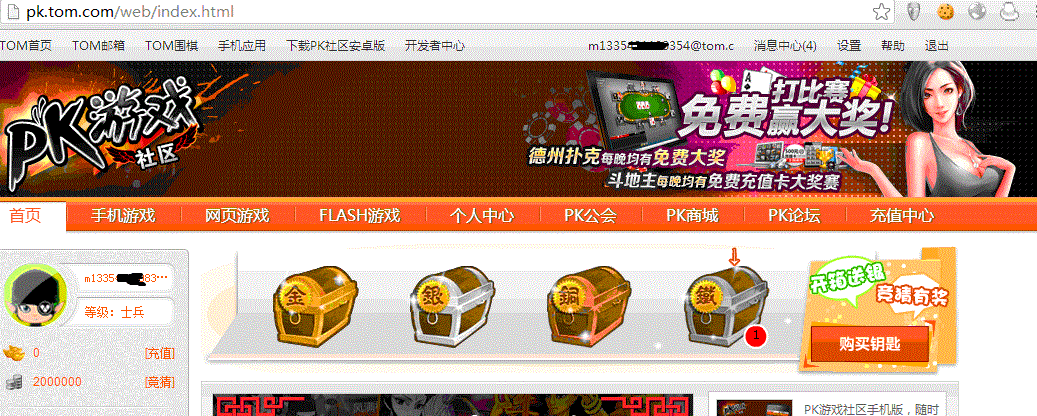 pk.tom.com/web/index.html
TOM首页 TOM邮箱 TOM围棋 手机应用 下载PK社区安卓版 开发者中心 354@tom.c 消息中心(4) 设置 帮助 退出
PK游戏
社区
打比赛
免费赢大奖!
德州扑克每晚均有免费大奖
斗地主每晚均有免费充值卡大奖赛
首页 手机游戏 网页游戏 FLASH游戏 个人中心 PK公会 PK商城 PK论坛 充值中心
m1335 83…
等级：士兵
0 [充值]
2000000 [竞猜]
金 銀 銅 鐵
1
开箱送银
竞猜有奖
购买钥匙
PK游戏社区手机版，随时